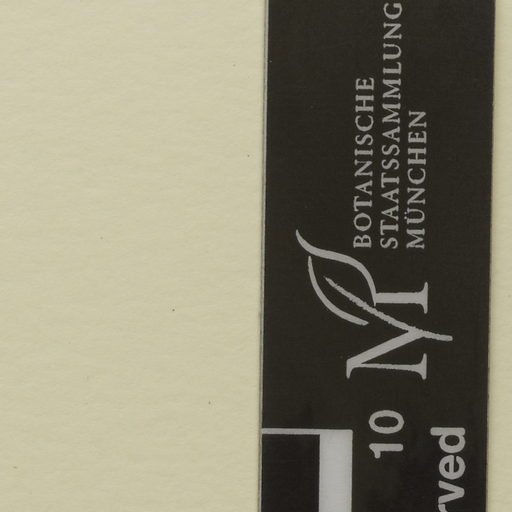 BOTANISCHE
STAATSSAMMLUNG
MÜNCHEN
10
rved